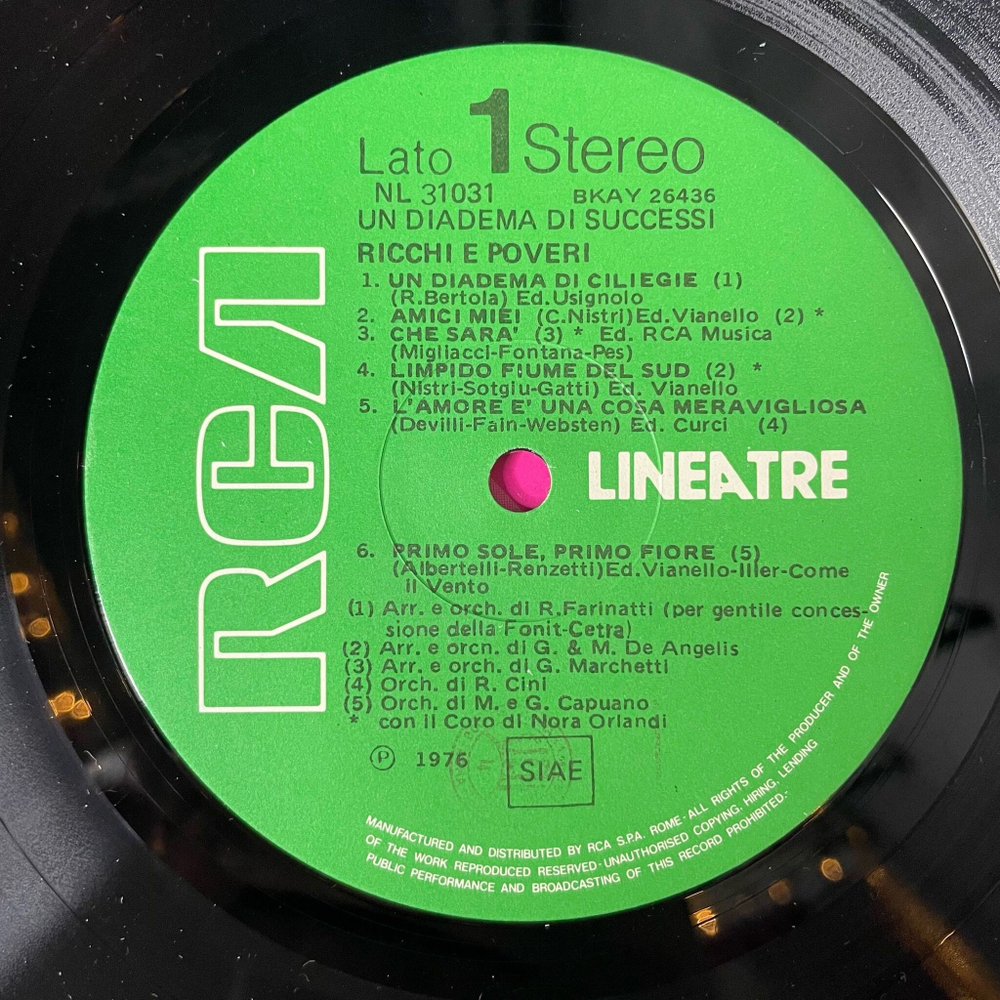 Lato 1 Stereo
NL 31031 BKAY 26436
UN DIADEMA DI SUCCESSI
RICCHI E POVERI
1. UN DIADEMA DI CILIEGIE (1)
(R.Bertola) Ed.Usignolo
2. AMICI MIEI (C.Nistri)Ed.Vianello (2) *
3. CHE SARA' (3) * Ed. RCA Musica
(Migliacci-Fontana-Pes)
4. LIMPIDO FIUME DEL SUD (2) *
(Nistri-Sotgiu-Gatti) Ed. Vianello
5. L'AMORE E' UNA COSA MERAVIGLIOSA
(Devilli-Fain-Websten) Ed. Curci (4)
RCA
LINEATRE
6. PRIMO SOLE, PRIMO FIORE (5)
(Albertelli-Renzetti)Ed.Vianello-Iller-Come
il Vento
(1) Arr. e orch. di R.Farinatti (per gentile conces-
sione della Fonit-Cetra)
(2) Arr. e orch. di G. & M. De Angelis
(3) Arr. e orch. di G. Marchetti
(4) Orch. di R. Cini
(5) Orch. di M. e G. Capuano
* con il Coro di Nora Orlandi
℗ 1976 SIAE
MANUFACTURED AND DISTRIBUTED BY RCA S.P.A. ROME·ALL RIGHTS OF THE PRODUCER AND OF THE OWNER
OF THE WORK REPRODUCED RESERVED·UNAUTHORISED COPYING, HIRING, LENDING
PUBLIC PERFORMANCE AND BROADCASTING OF THIS RECORD PROHIBITED.